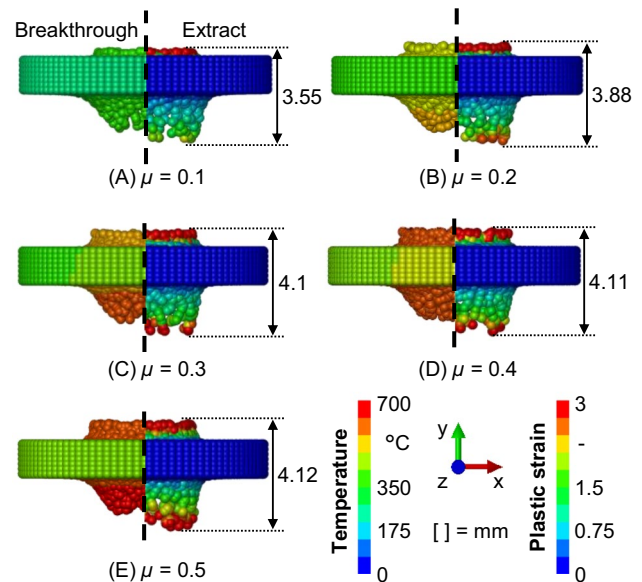 Breakthrough Extract
3.55
(A) μ = 0.1
3.88
(B) μ = 0.2
4.1
(C) μ = 0.3
4.11
(D) μ = 0.4
4.12
(E) μ = 0.5
Temperature
700
°C
350
175
0
y
z x
[ ] = mm
Plastic strain
3
-
1.5
0.75
0